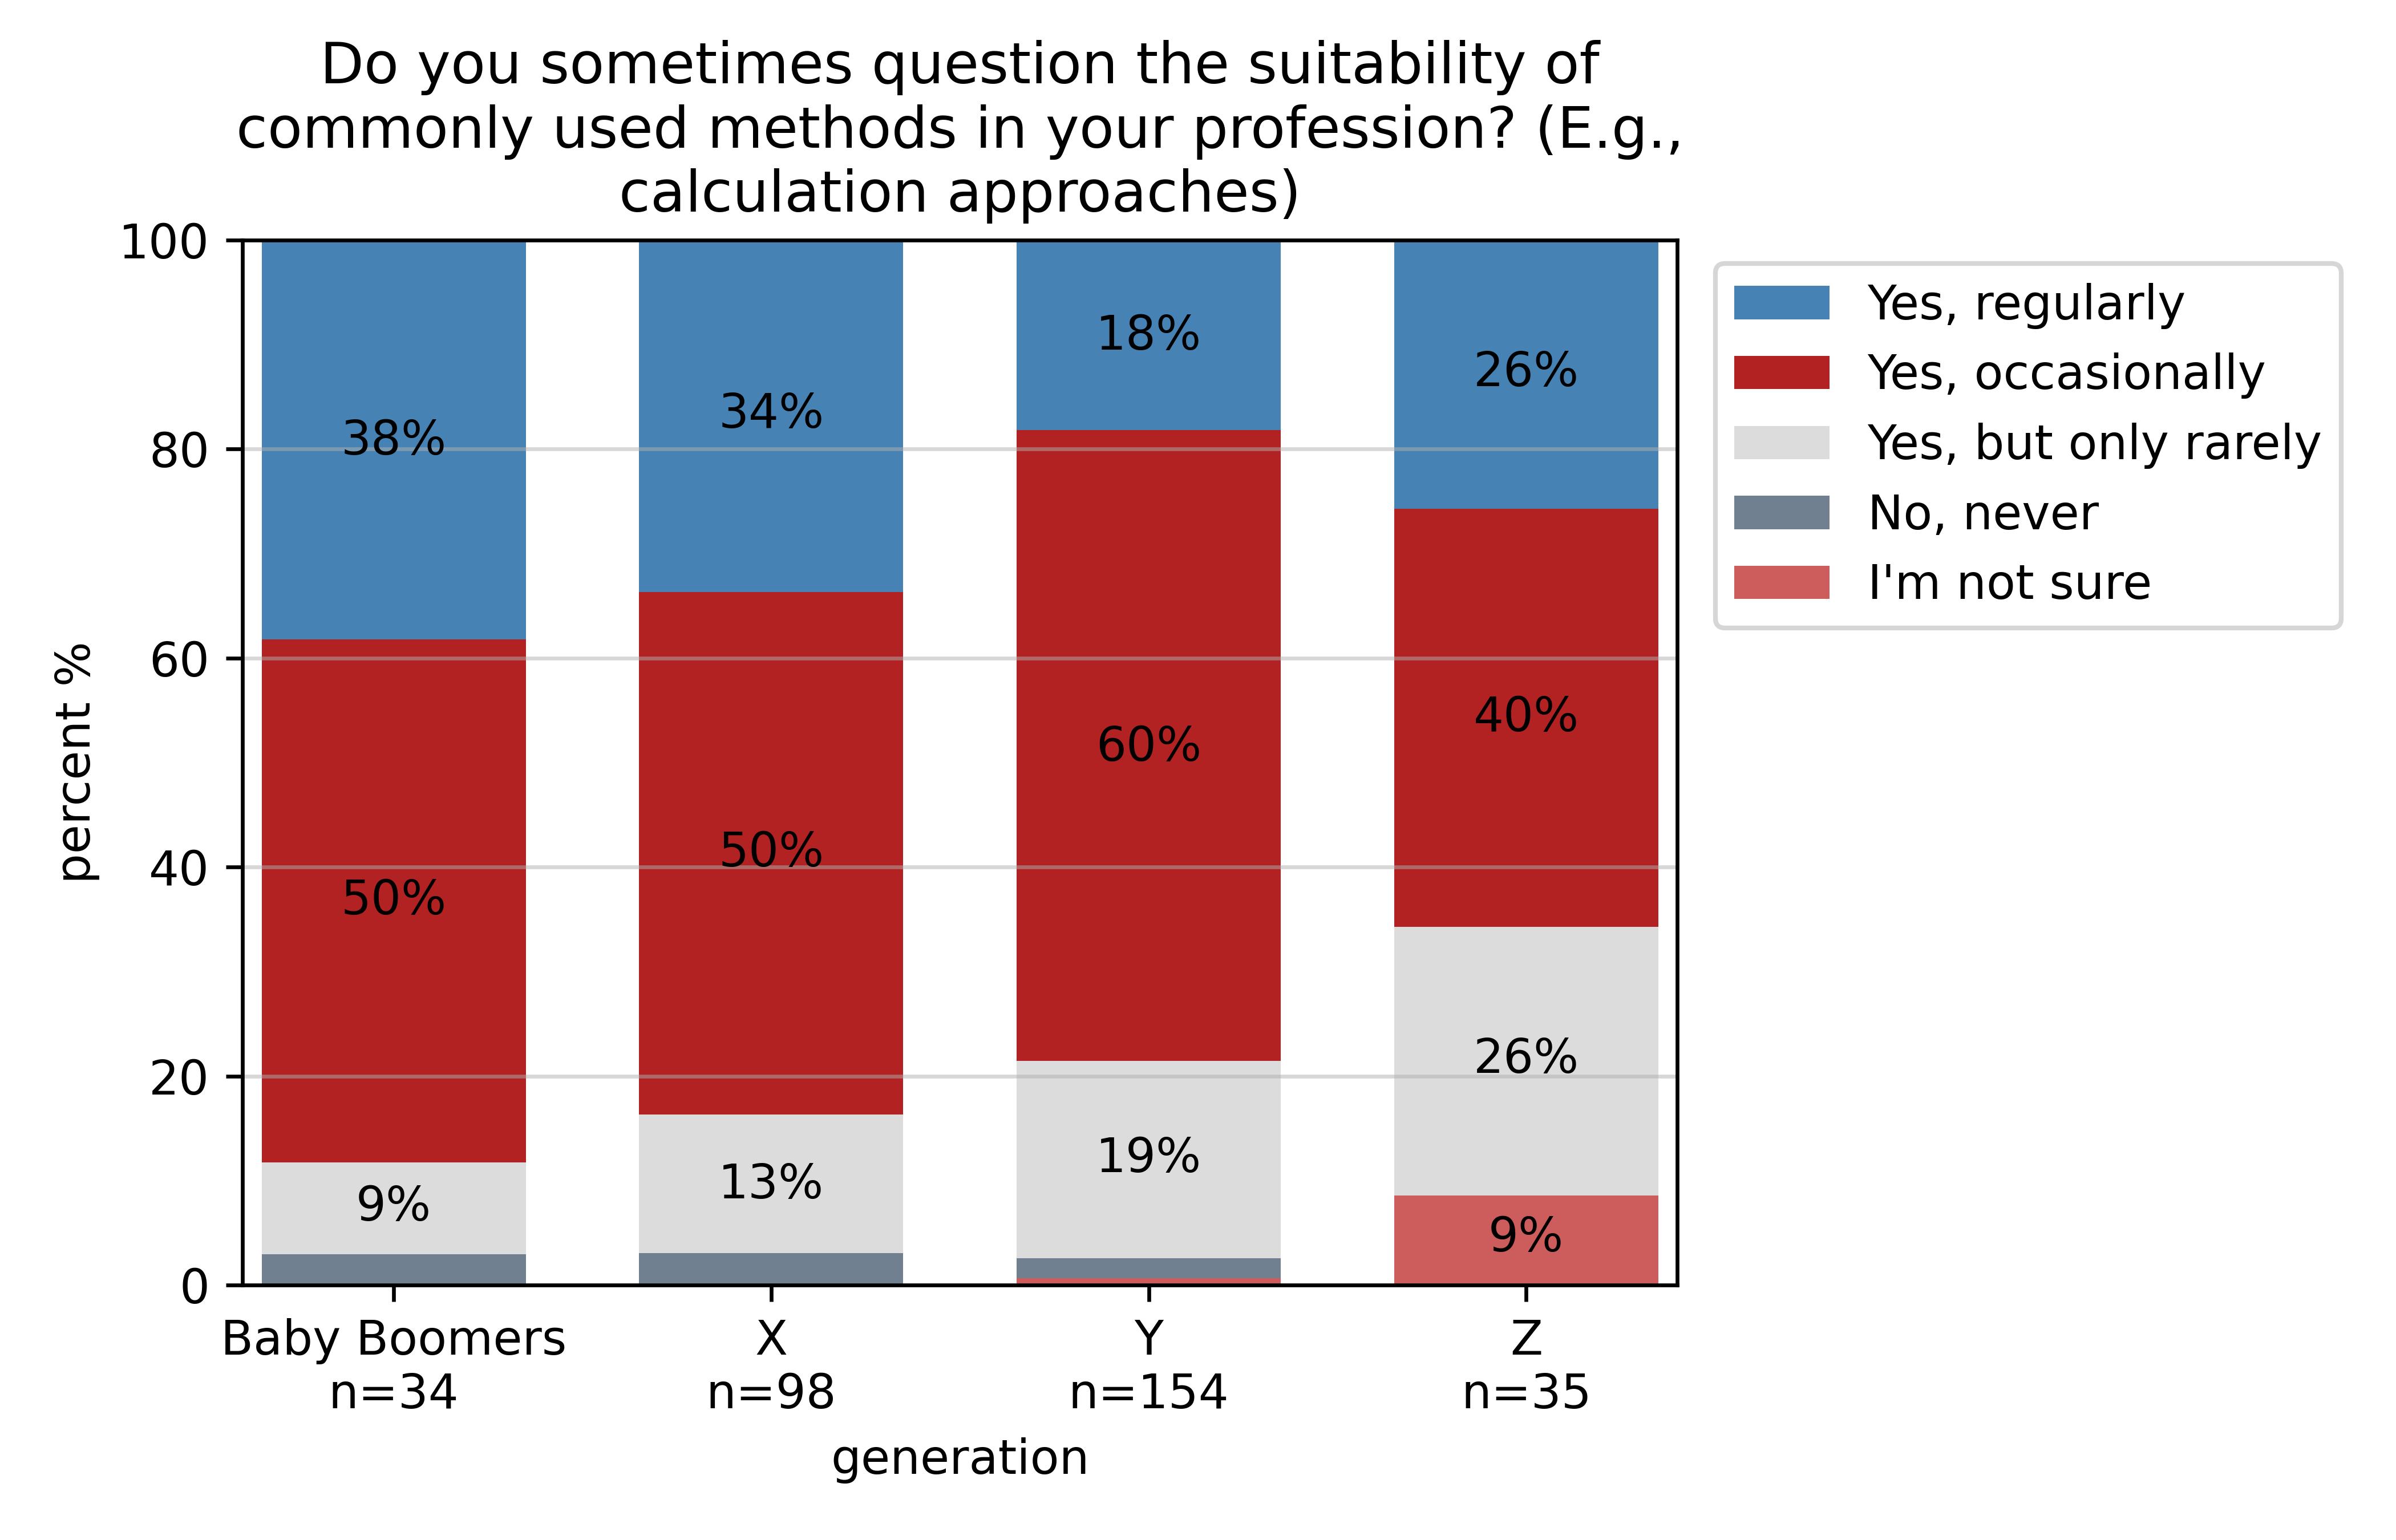 Do you sometimes question the suitability of
commonly used methods in your profession? (E.g.,
calculation approaches)
percent %
100
80
60
40
20
0
38%
50%
9%
34%
50%
13%
18%
60%
19%
26%
40%
26%
9%
Baby Boomers
n=34
X
n=98
Y
n=154
Z
n=35
generation
Yes, regularly
Yes, occasionally
Yes, but only rarely
No, never
I'm not sure